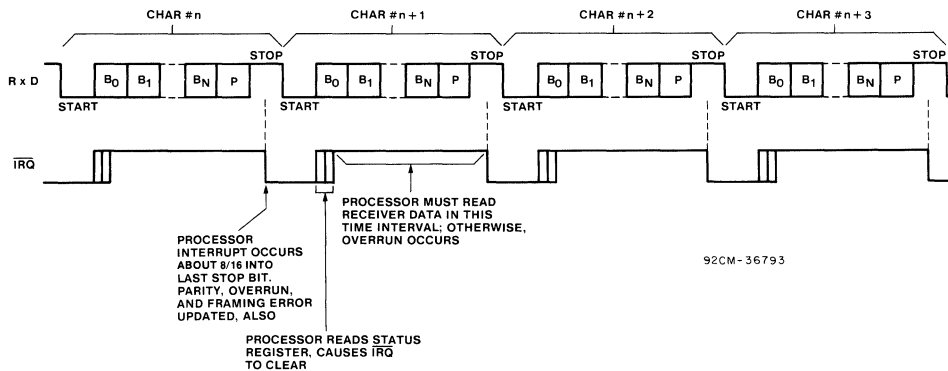 CHAR #n CHAR #n+1 CHAR #n+2 CHAR #n+3
STOP STOP STOP STOP
R x D B0 B1 BN P B0 B1 BN P B0 B1 BN P B0 B1 BN P
START START START START
IRQ
PROCESSOR MUST READ
RECEIVER DATA IN THIS
TIME INTERVAL; OTHERWISE,
OVERRUN OCCURS
PROCESSOR
INTERRUPT OCCURS
ABOUT 8/16 INTO
LAST STOP BIT.
PARITY, OVERRUN,
AND FRAMING ERROR
UPDATED, ALSO
92CM-36793
PROCESSOR READS STATUS
REGISTER, CAUSES IRQ
TO CLEAR